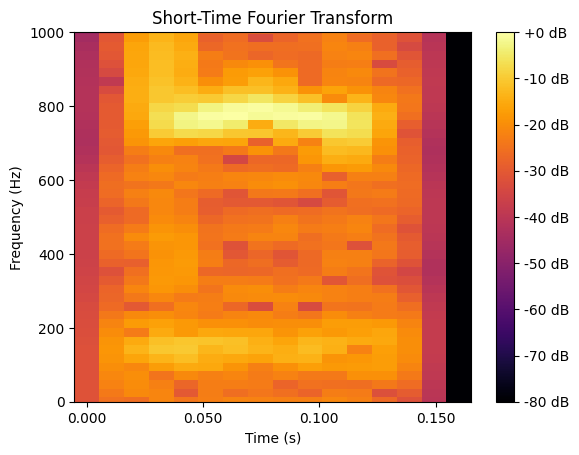 Short-Time Fourier Transform
1000
800
600
400
200
0
Frequency (Hz)
0.000
0.050
0.100
0.150
Time (s)
+0 dB
-10 dB
-20 dB
-30 dB
-40 dB
-50 dB
-60 dB
-70 dB
-80 dB